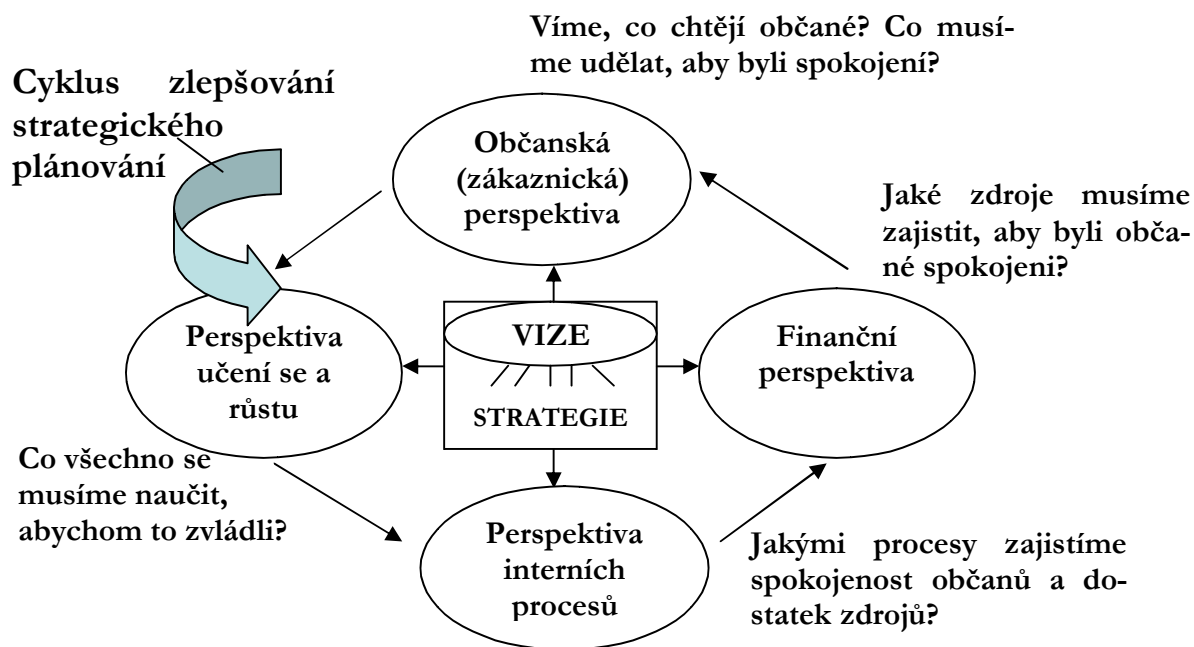 Víme, co chtějí občané? Co musí-
me udělat, aby byli spokojení?
Cyklus zlepšování
strategického
plánování
Občanská
(zákaznická)
perspektiva
Jaké zdroje musíme
zajistit, aby byli obča-
né spokojeni?
Perspektiva
učení se a
růstu
VIZE
STRATEGIE
Finanční
perspektiva
Co všechno se
musíme naučit,
abychom to zvládli?
Perspektiva
interních
procesů
Jakými procesy zajistíme
spokojenost občanů a do-
statek zdrojů?